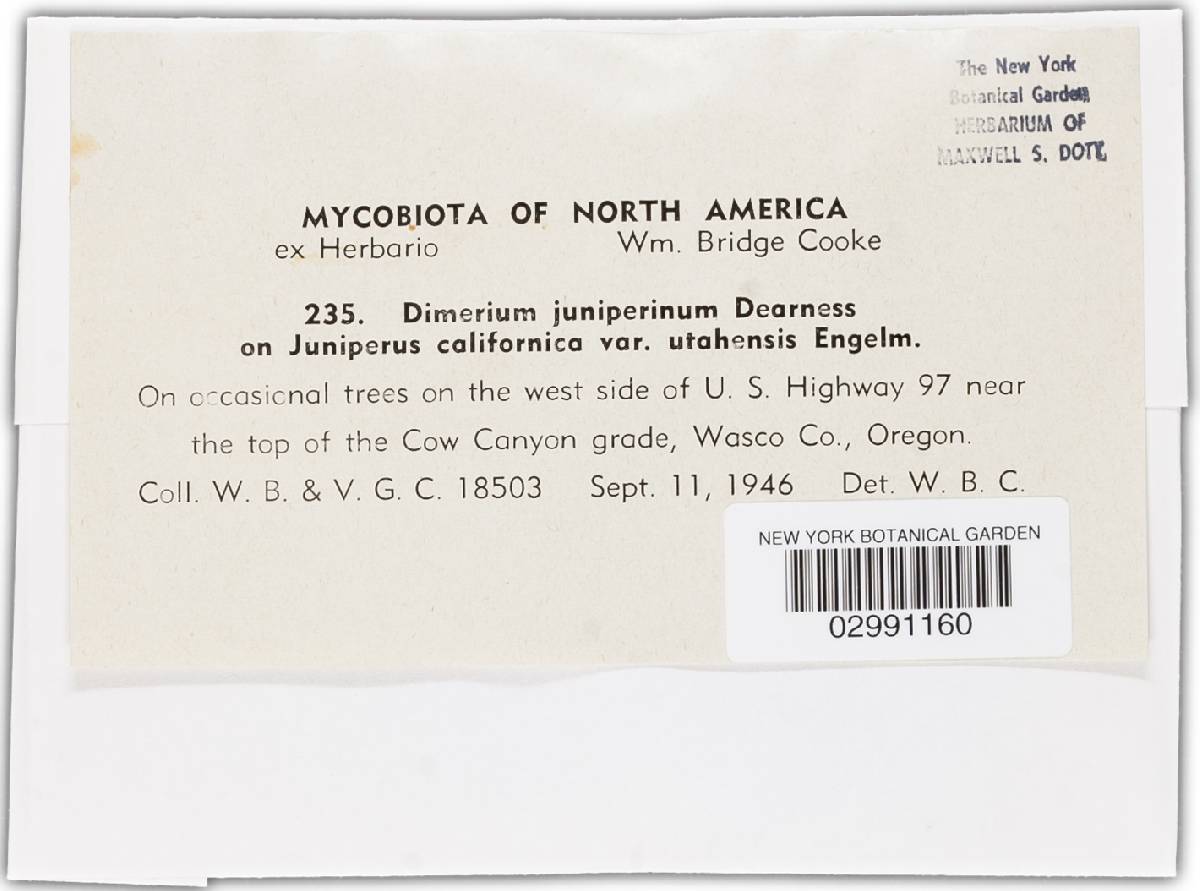 The New York
Botanical Garden
HERBARIUM OF
MAXWELL S. DOTY
MYCOBIOTA OF NORTH AMERICA
ex Herbario Wm. Bridge Cooke
235. Dimerium juniperinum Dearness
on Juniperus californica var. utahensis Engelm.
On occasional trees on the west side of U. S. Highway 97 near
the top of the Cow Canyon grade, Wasco Co., Oregon.
Coll. W. B. & V. G. C. 18503 Sept. 11, 1946 Det. W. B. C.
NEW YORK BOTANICAL GARDEN
02991160